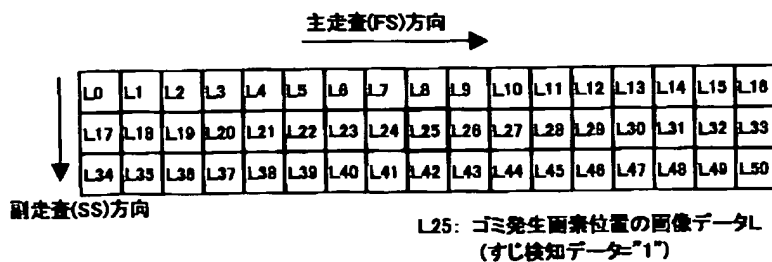 主走査(FS)方向
L0 L1 L2 L3 L4 L5 L6 L7 L8 L9 L10 L11 L12 L13 L14 L15 L16
L17 L18 L19 L20 L21 L22 L23 L24 L25 L26 L27 L28 L29 L30 L31 L32 L33
L34 L35 L36 L37 L38 L39 L40 L41 L42 L43 L44 L45 L46 L47 L48 L49 L50
副走査(SS)方向
L25: ゴミ発生画素位置の画像データL
(すじ検知データ="1")